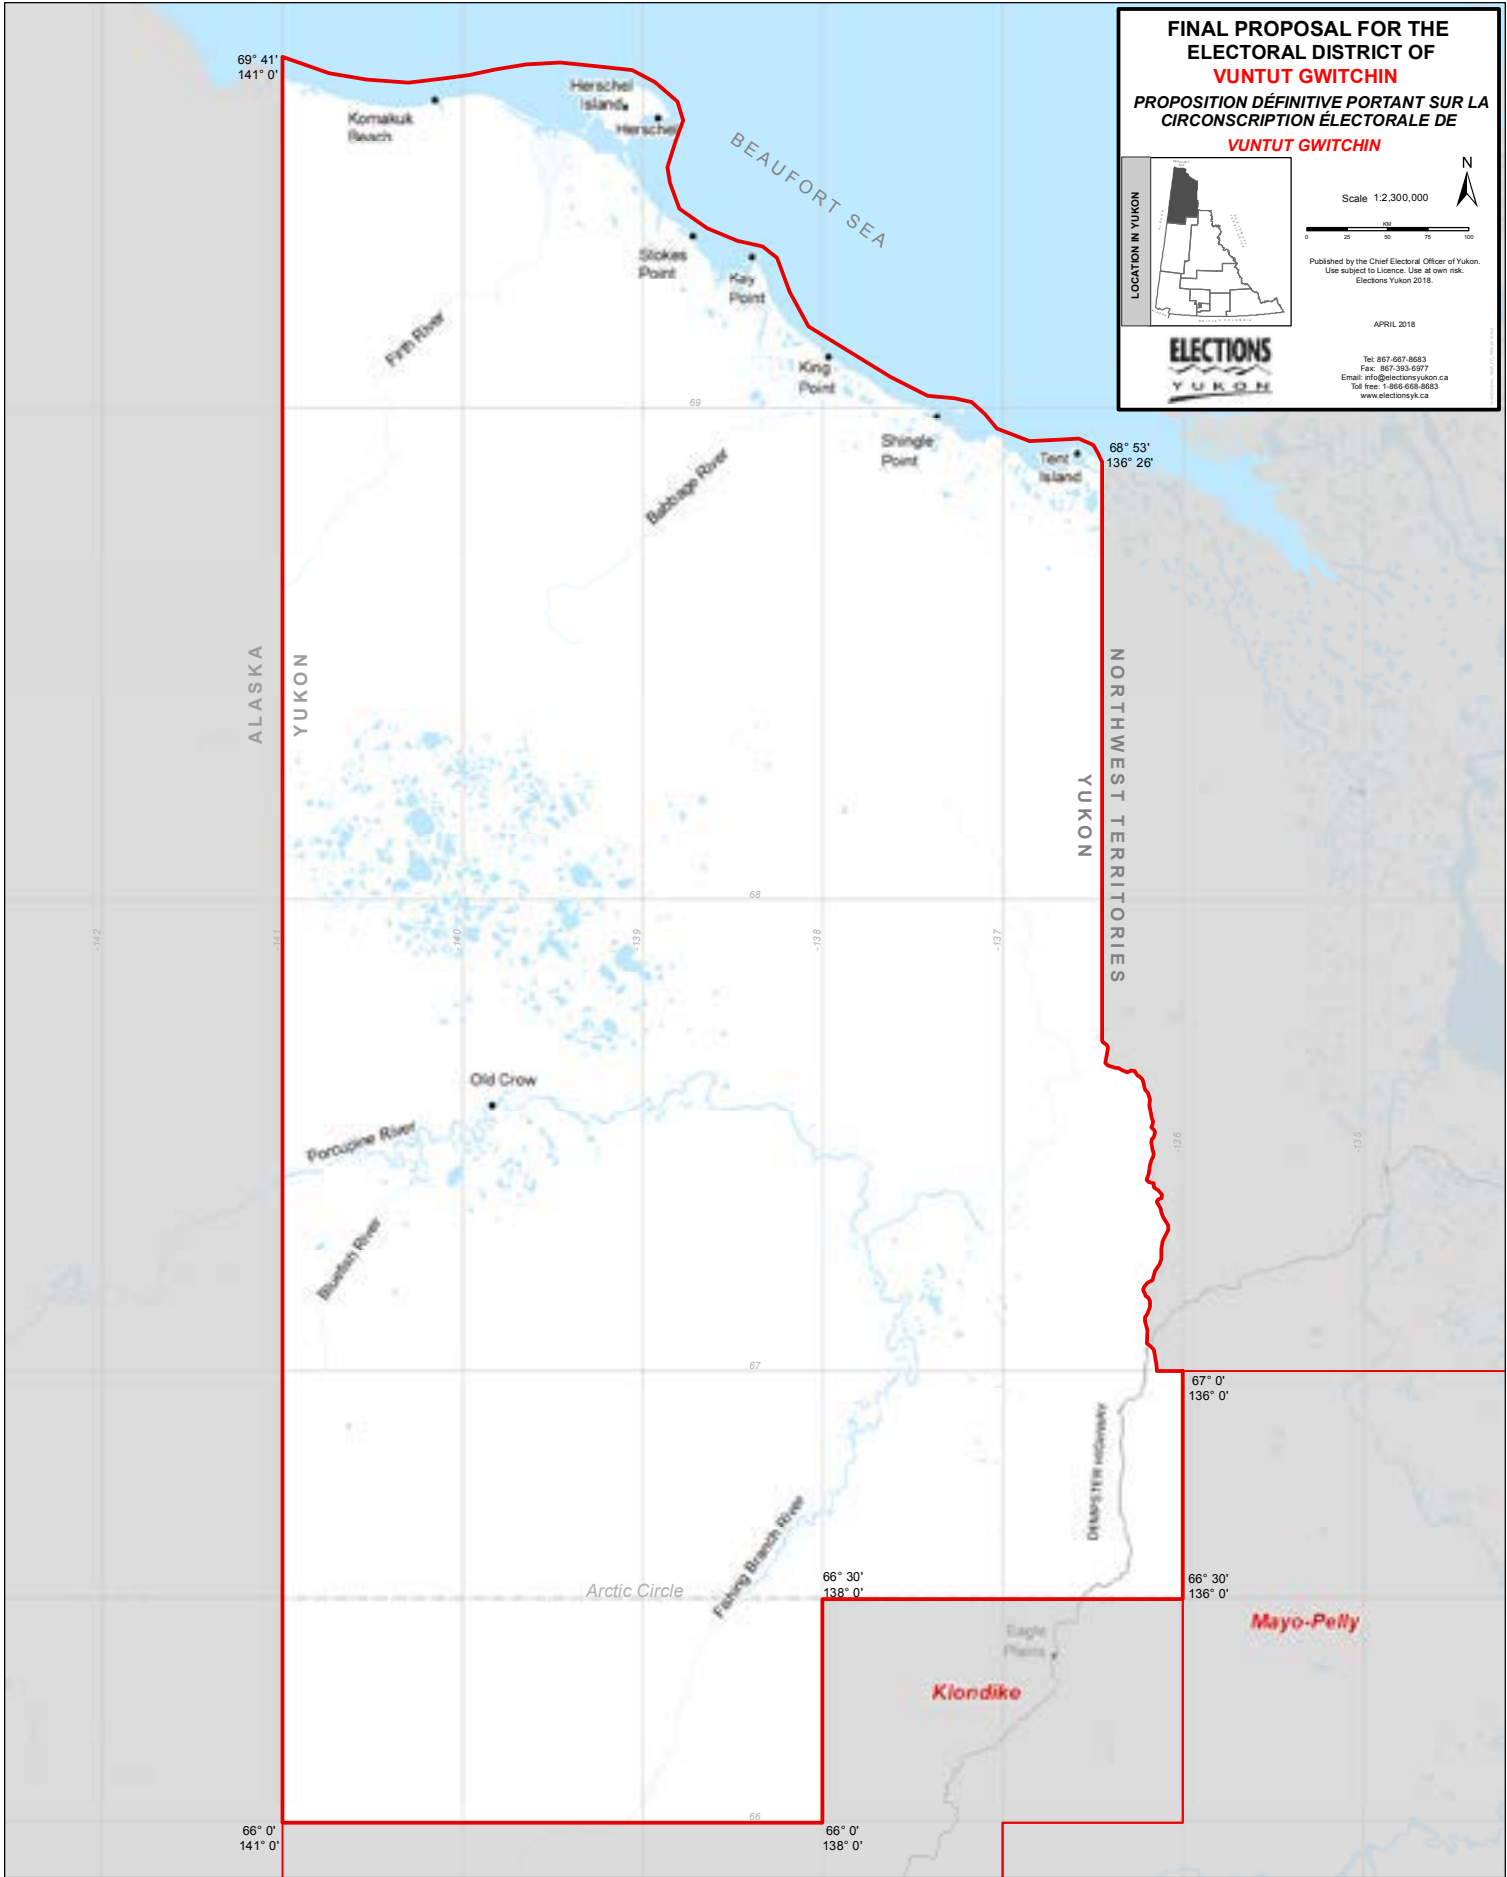 FINAL PROPOSAL FOR THE
ELECTORAL DISTRICT OF
VUNTUT GWITCHIN
PROPOSITION DÉFINITIVE PORTANT SUR LA
CIRCONSCRIPTION ÉLECTORALE DE
VUNTUT GWITCHIN
LOCATION IN YUKON
N
Scale 1:2,300,000
KM
0 25 50 75 100
Published by the Chief Electoral Officer of Yukon.
Use subject to Licence. Use at own risk.
Elections Yukon 2018.
APRIL 2018
ELECTIONS
YUKON
Tel: 867-667-8683
Fax: 867-393-6977
Email: info@electionsyukon.ca
Toll free: 1-866-668-8683
www.electionsyk.ca
69° 41'
141° 0'
Komakuk
Beach
Herschel
Island
Herschel
BEAUFORT SEA
Stokes
Point
Kay
Point
Firth River
King
Point
69
Shingle
Point
Tent
Island
68° 53'
136° 26'
Babbage River
ALASKA
YUKON
YUKON
NORTHWEST TERRITORIES
68
-142
-141
-140
-139
-138
-137
-136
-135
Old Crow
Porcupine River
Bluefish River
67
67° 0'
136° 0'
DEMPSTER HIGHWAY
Fishing Branch River
Arctic Circle
66° 30'
138° 0'
66° 30'
136° 0'
Eagle
Plains
Mayo-Pelly
Klondike
66
66° 0'
141° 0'
66° 0'
138° 0'